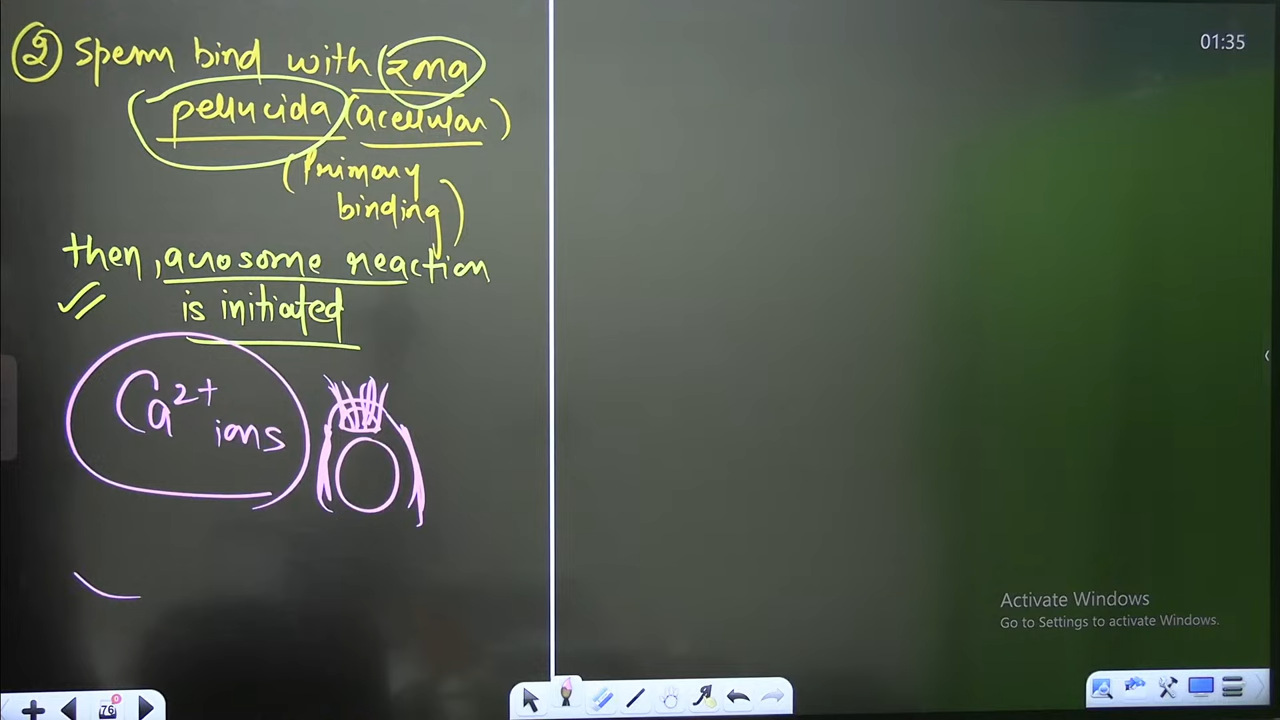 ② Sperm bind with (zona
pellucida (acellular)
(Primary
binding)
then, acrosome reaction
is initiated
Ca²⁺
ions
01:35
Activate Windows
Go to Settings to activate Windows.
76
0